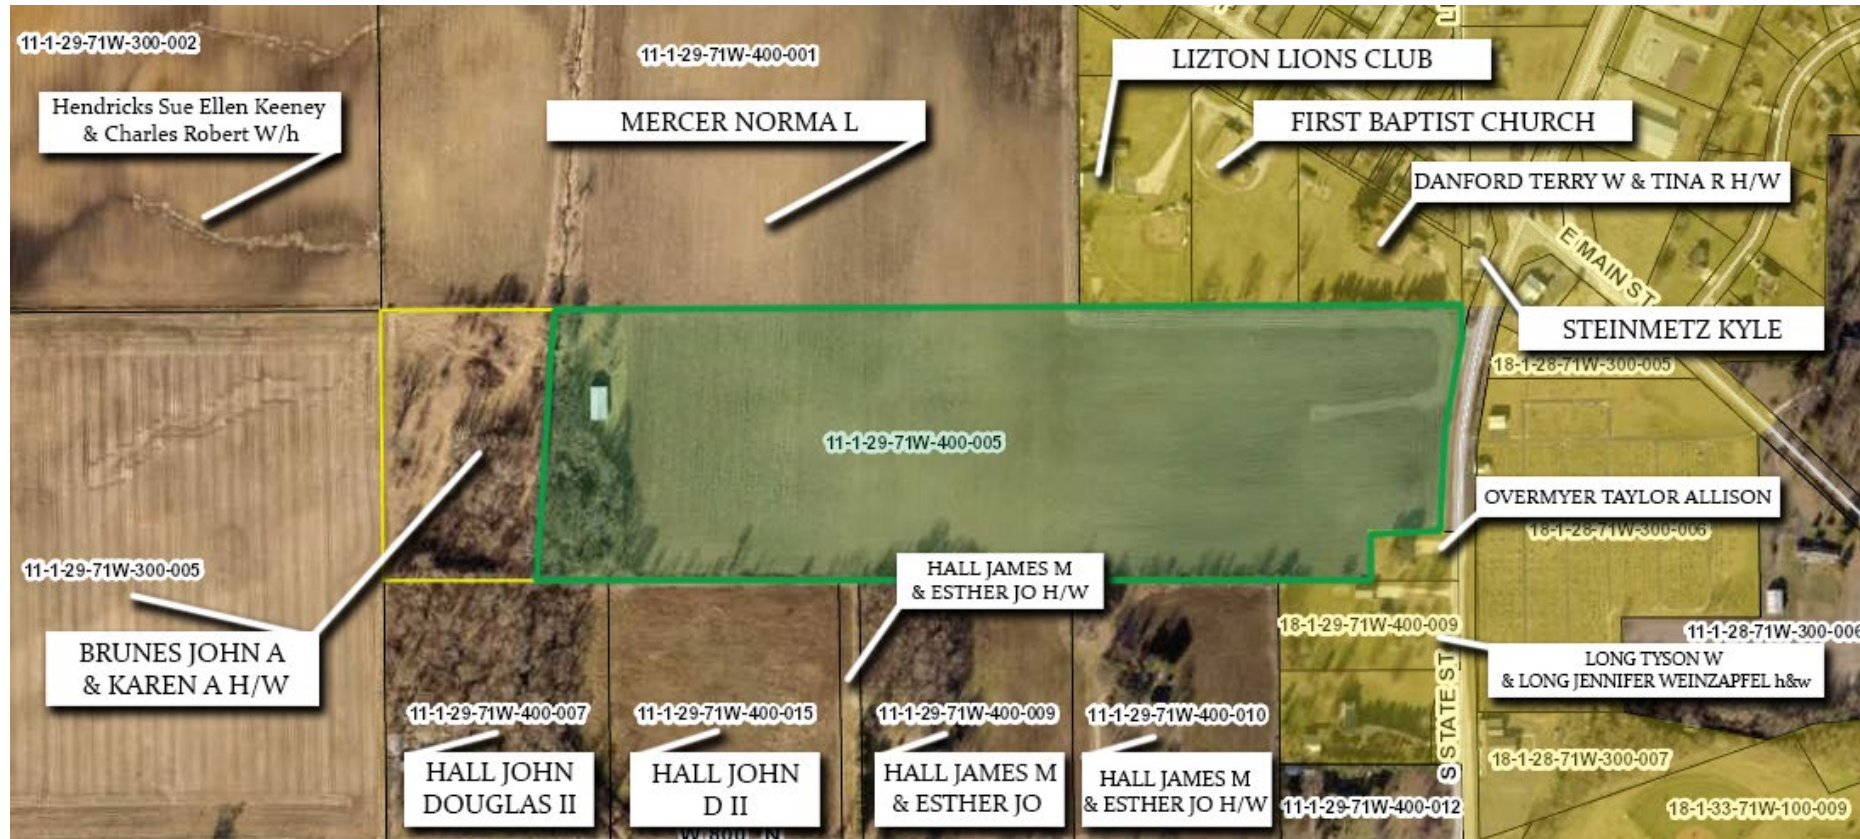 11-1-29-71W-300-002
11-1-29-71W-400-001
LIZTON LIONS CLUB
Hendricks Sue Ellen Keeney
& Charles Robert W/h
MERCER NORMA L
FIRST BAPTIST CHURCH
DANFORD TERRY W & TINA R H/W
E MAIN ST
STEINMETZ KYLE
18-1-28-71W-300-005
11-1-29-71W-400-005
OVERMYER TAYLOR ALLISON
18-1-28-71W-300-006
11-1-29-71W-300-005
HALL JAMES M
& ESTHER JO H/W
18-1-29-71W-400-009
11-1-28-71W-300-006
BRUNES JOHN A
& KAREN A H/W
LONG TYSON W
& LONG JENNIFER WEINZAPFEL h&w
S STATE ST
11-1-29-71W-400-007
11-1-29-71W-400-015
11-1-29-71W-400-009
11-1-29-71W-400-010
18-1-28-71W-300-007
HALL JOHN
DOUGLAS II
HALL JOHN
D II
HALL JAMES M
& ESTHER JO
HALL JAMES M
& ESTHER JO H/W
11-1-29-71W-400-012
18-1-33-71W-100-009
W 800 N